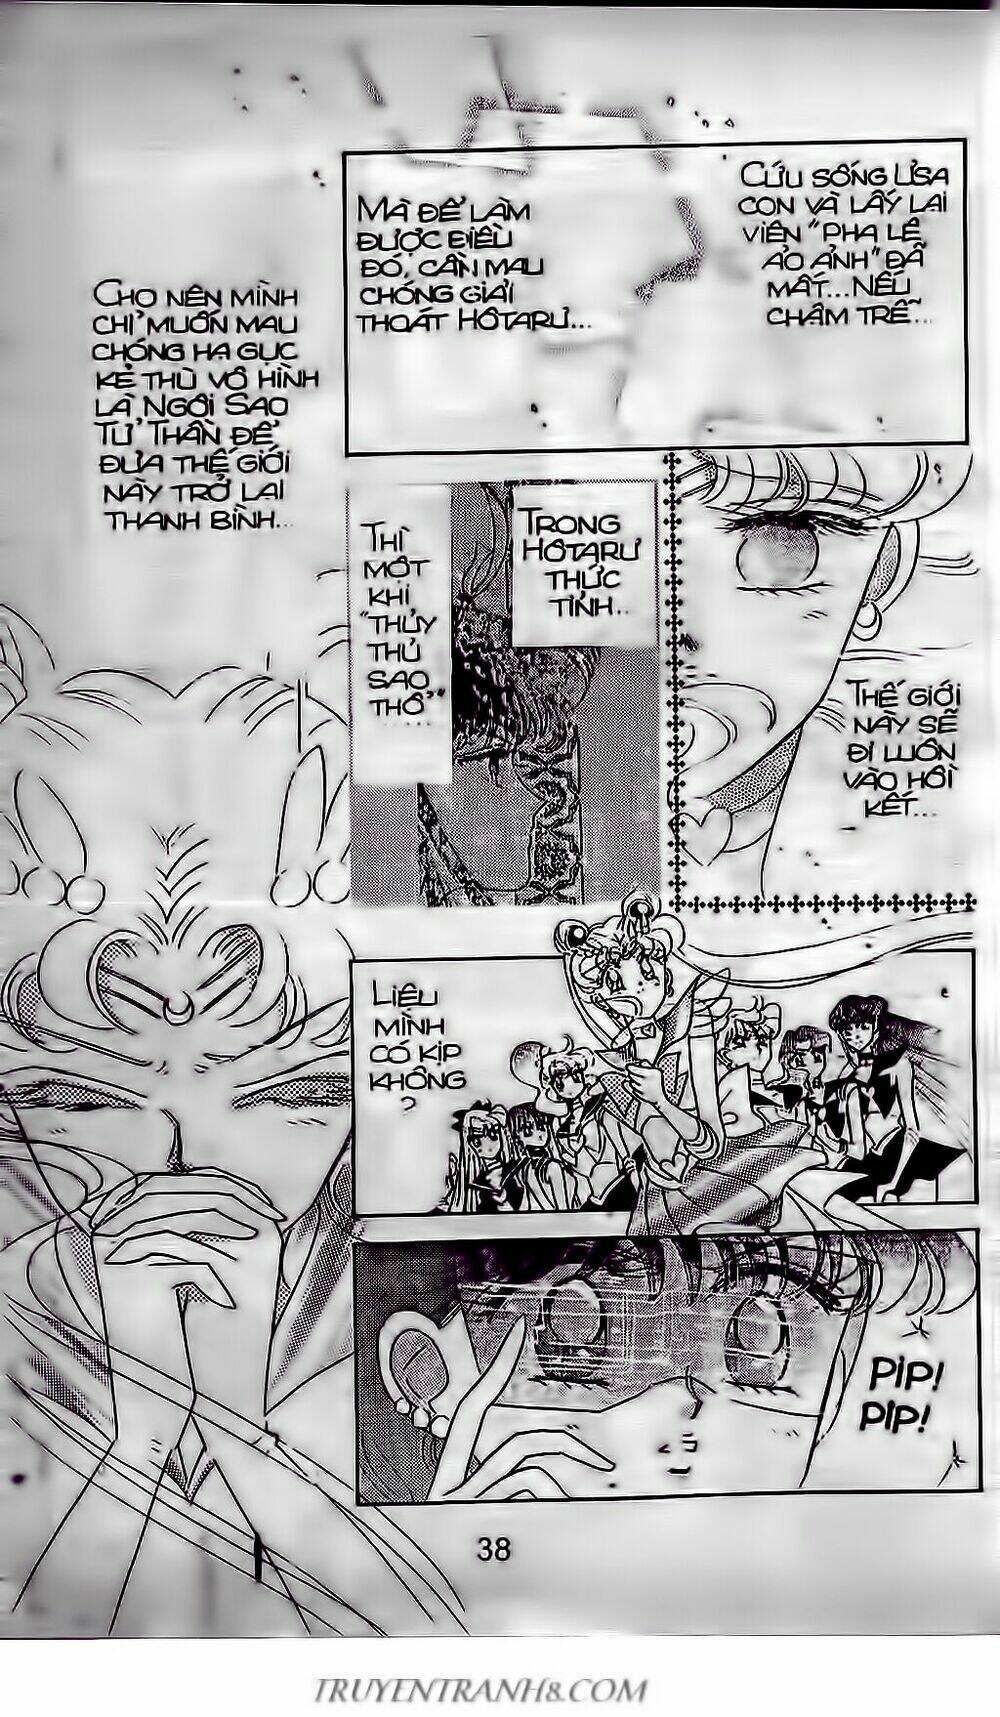 CỨU SỐNG ƯSA
CON VÀ LẤY LẠI
VIÊN "PHA LÊ
ẢO ẢNH" ĐÃ
MẤT... NẾU
CHẬM TRỄ...
MÀ ĐỂ LÀM
ĐƯỢC ĐIỀU
ĐÓ, CẦN MAU
CHÓNG GIẢI
THOÁT HÔTARƯ...
CHO NÊN MÌNH
CHỈ MUỐN MAU
CHÓNG HẠ GỤC
KẺ THÙ VÔ HÌNH
LÀ NGÔI SAO
TỬ THẦN ĐỂ
ĐƯA THẾ GIỚI
NÀY TRỞ LẠI
THANH BÌNH...
THÌ
MỘT
KHI
"THỦY
THỦ
SAO
THỔ"
......
TRONG
HÔTARƯ
THỨC
TỈNH...
THẾ GIỚI
NÀY SẼ
ĐI LUÔN
VÀO HỒI
KẾT...
LIỆU
MÌNH
CÓ KỊP
KHÔNG
?
PIP!
PIP!
38
TRUYENTRANH8.COM